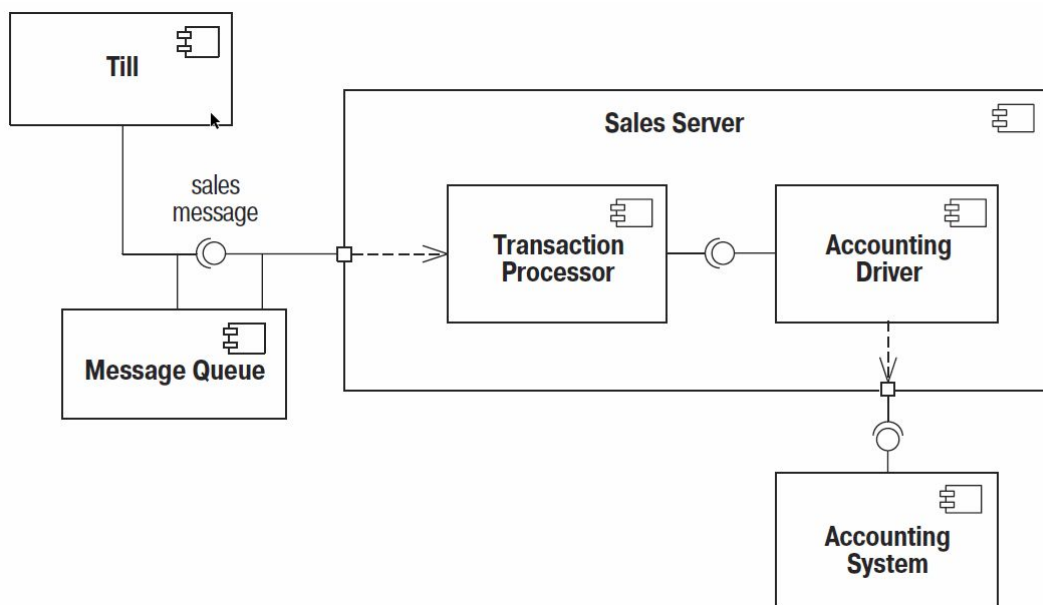 Till
Sales Server
sales
message
Transaction
Processor
Accounting
Driver
Message Queue
Accounting
System